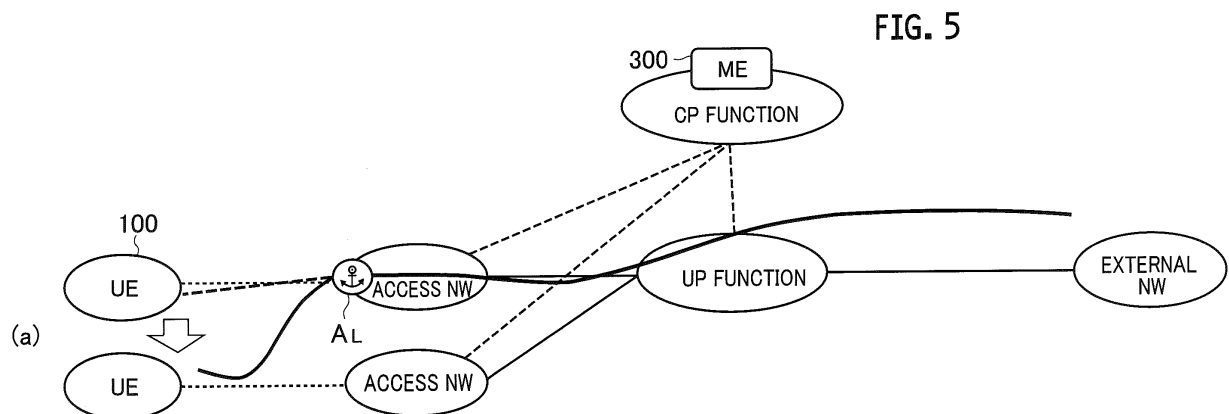 FIG. 5
300
ME
CP FUNCTION
100
UE
ACCESS NW
UP FUNCTION
EXTERNAL
NW
AL
(a)
UE
ACCESS NW